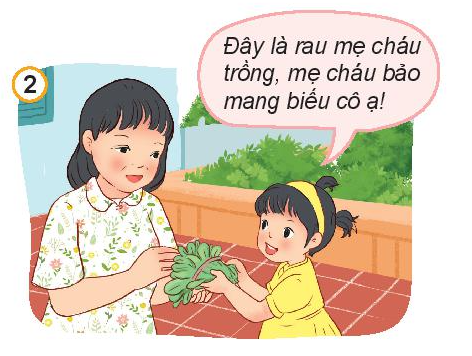 2
Đây là rau mẹ cháu
trồng, mẹ cháu bảo
mang biếu cô ạ!